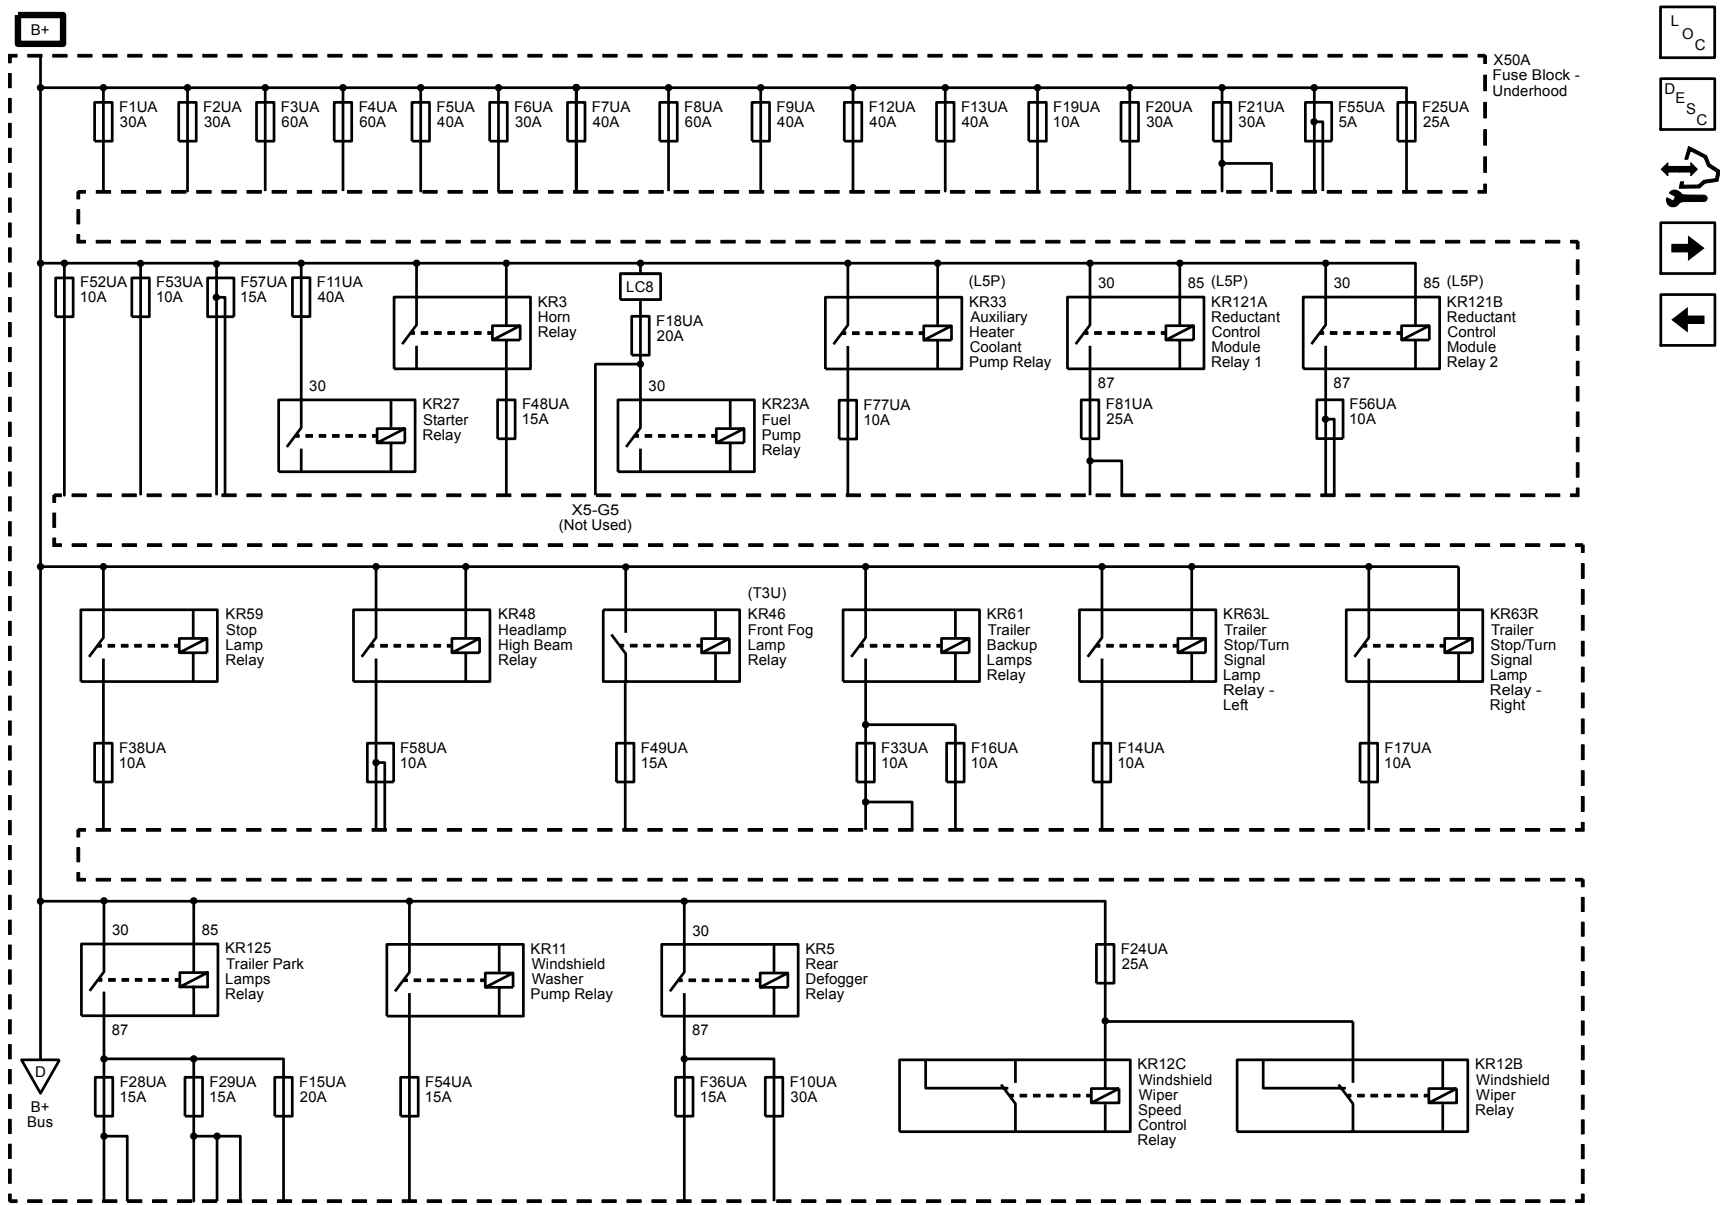 B+
X50A
Fuse Block -
Underhood
L
O
C
D
E
S
C
F1UA
30A
F2UA
30A
F3UA
60A
F4UA
60A
F5UA
40A
F6UA
30A
F7UA
40A
F8UA
60A
F9UA
40A
F12UA
40A
F13UA
40A
F19UA
10A
F20UA
30A
F21UA
30A
F55UA
5A
F25UA
25A
F52UA
10A
F53UA
10A
F57UA
15A
F11UA
40A
30
KR27
Starter
Relay
KR3
Horn
Relay
F48UA
15A
LC8
F18UA
20A
30
KR23A
Fuel
Pump
Relay
X5-G5
(Not Used)
(L5P)
KR33
Auxiliary
Heater
Coolant
Pump Relay
F77UA
10A
30
85
(L5P)
KR121A
Reductant
Control
Module
Relay 1
87
F81UA
25A
30
85
(L5P)
KR121B
Reductant
Control
Module
Relay 2
87
F56UA
10A
KR59
Stop
Lamp
Relay
F38UA
10A
KR48
Headlamp
High Beam
Relay
F58UA
10A
(T3U)
KR46
Front Fog
Lamp
Relay
F49UA
15A
KR61
Trailer
Backup
Lamps
Relay
F33UA
10A
F16UA
10A
KR63L
Trailer
Stop/Turn
Signal
Lamp
Relay -
Left
F14UA
10A
KR63R
Trailer
Stop/Turn
Signal
Lamp
Relay -
Right
F17UA
10A
30
85
KR125
Trailer Park
Lamps
Relay
87
F28UA
15A
F29UA
15A
F15UA
20A
KR11
Windshield
Washer
Pump Relay
F54UA
15A
30
KR5
Rear
Defogger
Relay
87
F36UA
15A
F10UA
30A
F24UA
25A
KR12C
Windshield
Wiper
Speed
Control
Relay
KR12B
Windshield
Wiper
Relay
D
B+
Bus